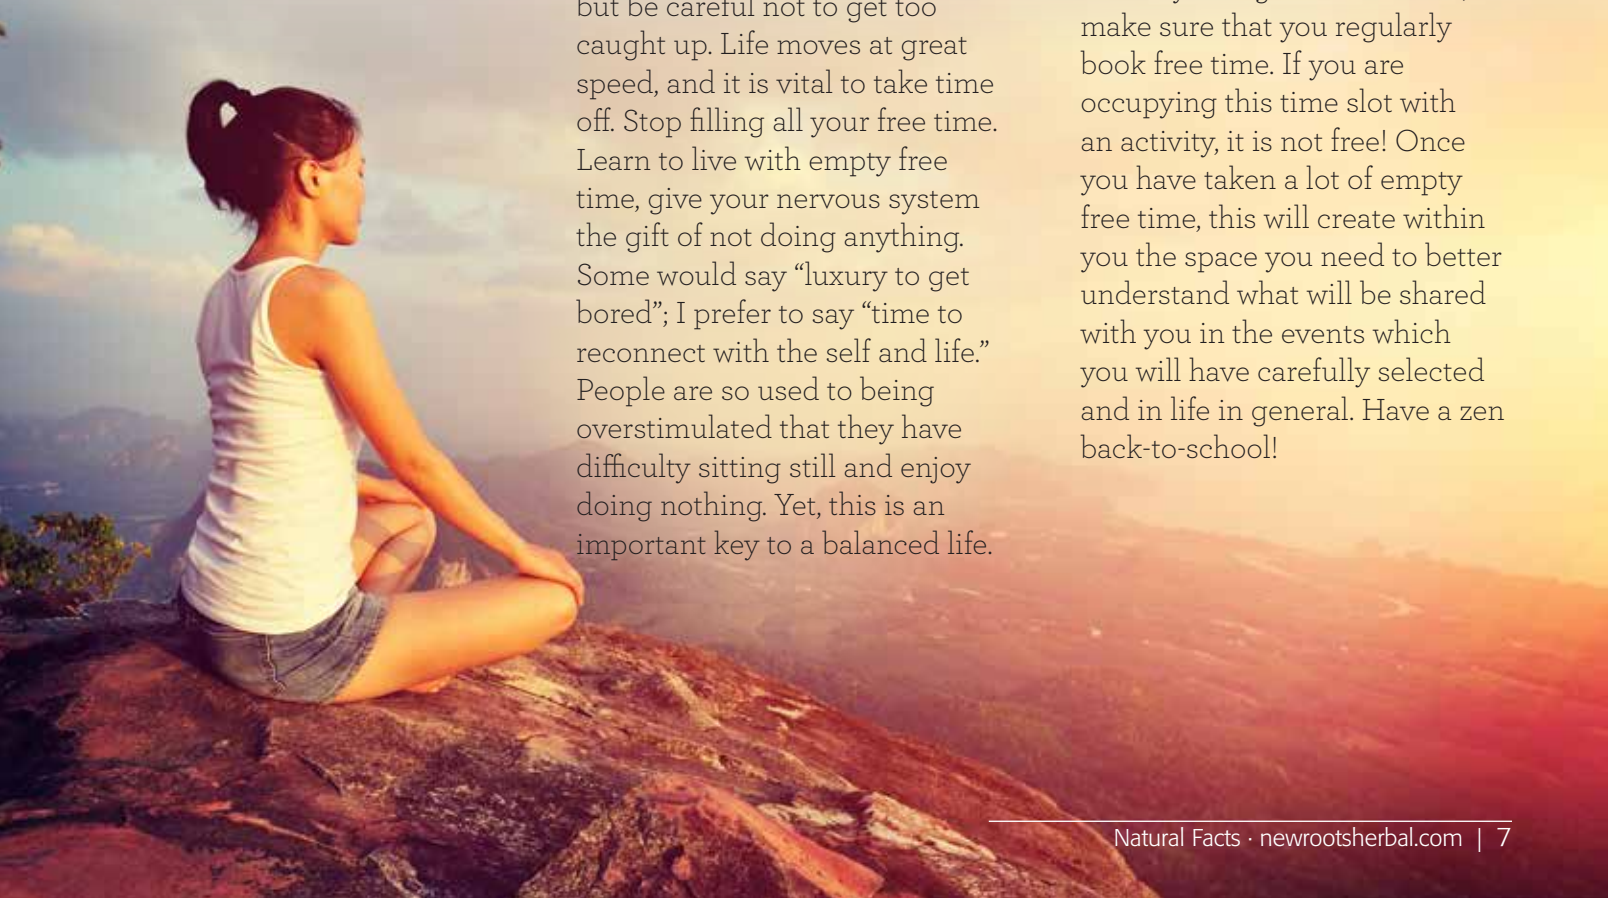 but be careful not to get too
caught up. Life moves at great
speed, and it is vital to take time
off. Stop filling all your free time.
Learn to live with empty free
time, give your nervous system
the gift of not doing anything.
Some would say “luxury to get
bored”; I prefer to say “time to
reconnect with the self and life.”
People are so used to being
overstimulated that they have
difficulty sitting still and enjoy
doing nothing. Yet, this is an
important key to a balanced life.
make sure that you regularly
book free time. If you are
occupying this time slot with
an activity, it is not free! Once
you have taken a lot of empty
free time, this will create within
you the space you need to better
understand what will be shared
with you in the events which
you will have carefully selected
and in life in general. Have a zen
back-to-school!
Natural Facts · newrootsherbal.com | 7